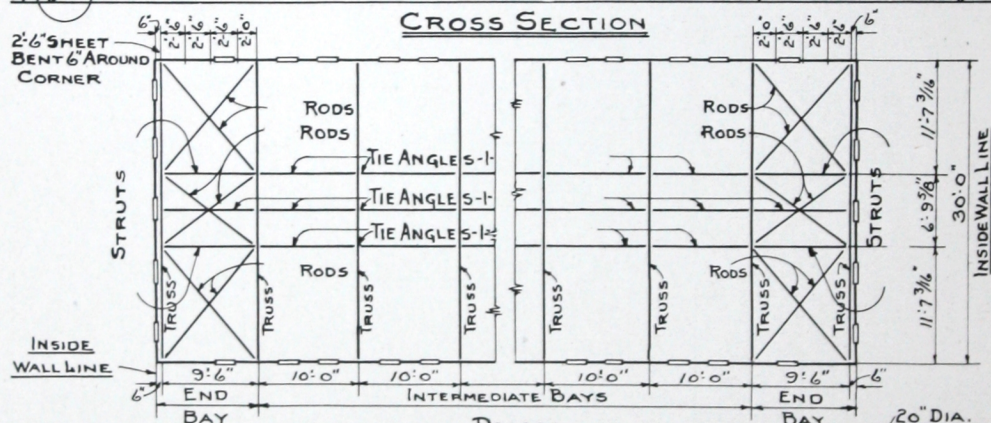 CROSS SECTION
6" 2'-6" 2'-6" 2'-6" 2'-0"
2'-0" 2'-6" 2'-6" 2'-6" 6"
2'-6" SHEET
BENT 6" AROUND
CORNER
RODS
RODS
RODS
RODS
TIE ANGLES-1-
TIE ANGLES-1-
TIE ANGLES-1-
STRUTS
STRUTS
RODS
RODS
TRUSS
TRUSS
TRUSS
TRUSS
TRUSS
TRUSS
TRUSS
TRUSS
11'-7 3/16"
6'-9 5/8"
11'-7 3/16"
30'-0"
INSIDE WALL LINE
INSIDE
WALL LINE
6" 9'-6" 10'-0" 10'-0" 10'-0" 10'-0" 9'-6" 6"
END INTERMEDIATE BAYS END
BAY BAY
20" DIA.